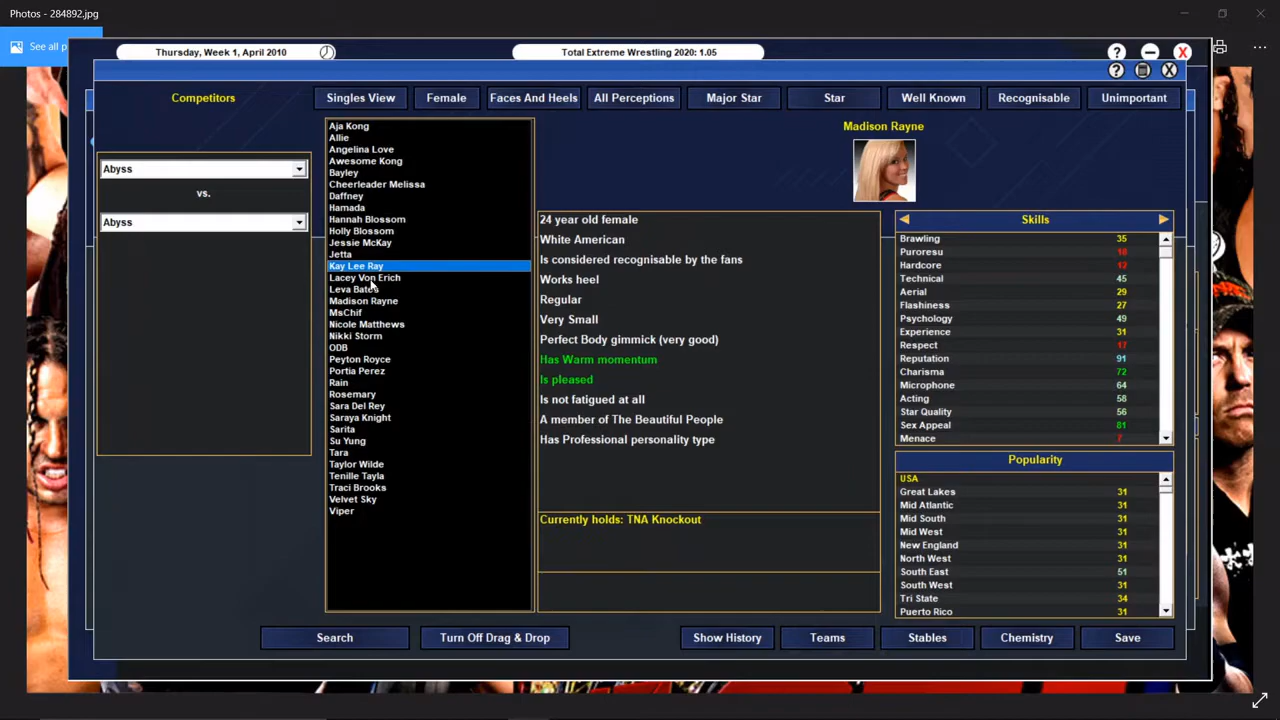 Photos - 284892.jpg
See all p
Thursday, Week 1, April 2010
Total Extreme Wrestling 2020: 1.05
? X
? X
Competitors
Singles View
Female
Faces And Heels
All Perceptions
Major Star
Star
Well Known
Recognisable
Unimportant
Abyss
vs.
Abyss
Aja Kong
Allie
Angelina Love
Awesome Kong
Bayley
Cheerleader Melissa
Daffney
Hamada
Hannah Blossom
Holly Blossom
Jessie McKay
Jetta
Kay Lee Ray
Lacey Von Erich
Leva Bates
Madison Rayne
MsChif
Nicole Matthews
Nikki Storm
ODB
Peyton Royce
Portia Perez
Rain
Rosemary
Sara Del Rey
Saraya Knight
Sarita
Su Yung
Tara
Taylor Wilde
Tenille Tayla
Traci Brooks
Velvet Sky
Viper
Madison Rayne
24 year old female
White American
Is considered recognisable by the fans
Works heel
Regular
Very Small
Perfect Body gimmick (very good)
Has Warm momentum
Is pleased
Is not fatigued at all
A member of The Beautiful People
Has Professional personality type
Currently holds: TNA Knockout
Skills
Brawling 35
Puroresu 10
Hardcore 12
Technical 45
Aerial 29
Flashiness 27
Psychology 49
Experience 31
Respect 17
Reputation 91
Charisma 72
Microphone 64
Acting 58
Star Quality 56
Sex Appeal 81
Menace 7
Popularity
USA
Great Lakes 31
Mid Atlantic 31
Mid South 31
Mid West 31
New England 31
North West 31
South East 51
South West 31
Tri State 34
Puerto Rico 31
Search
Turn Off Drag & Drop
Show History
Teams
Stables
Chemistry
Save